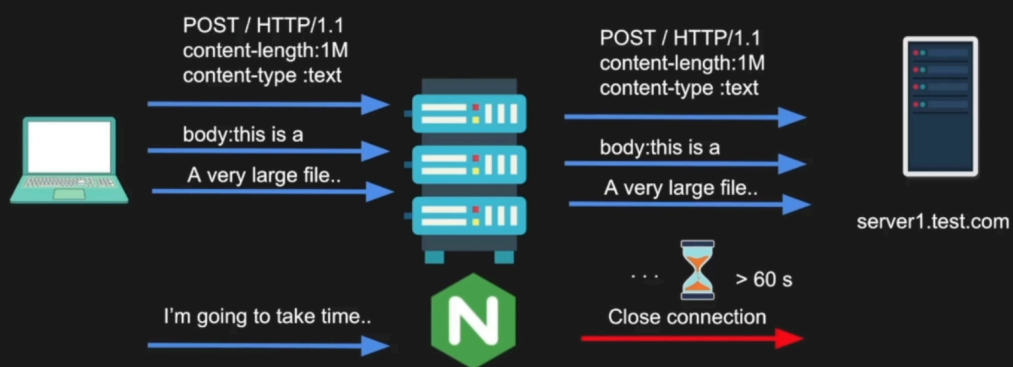 POST / HTTP/1.1
content-length:1M
content-type :text
body:this is a
A very large file..
POST / HTTP/1.1
content-length:1M
content-type :text
body:this is a
A very large file..
server1.test.com
. . .
> 60 s
I'm going to take time..
N
Close connection